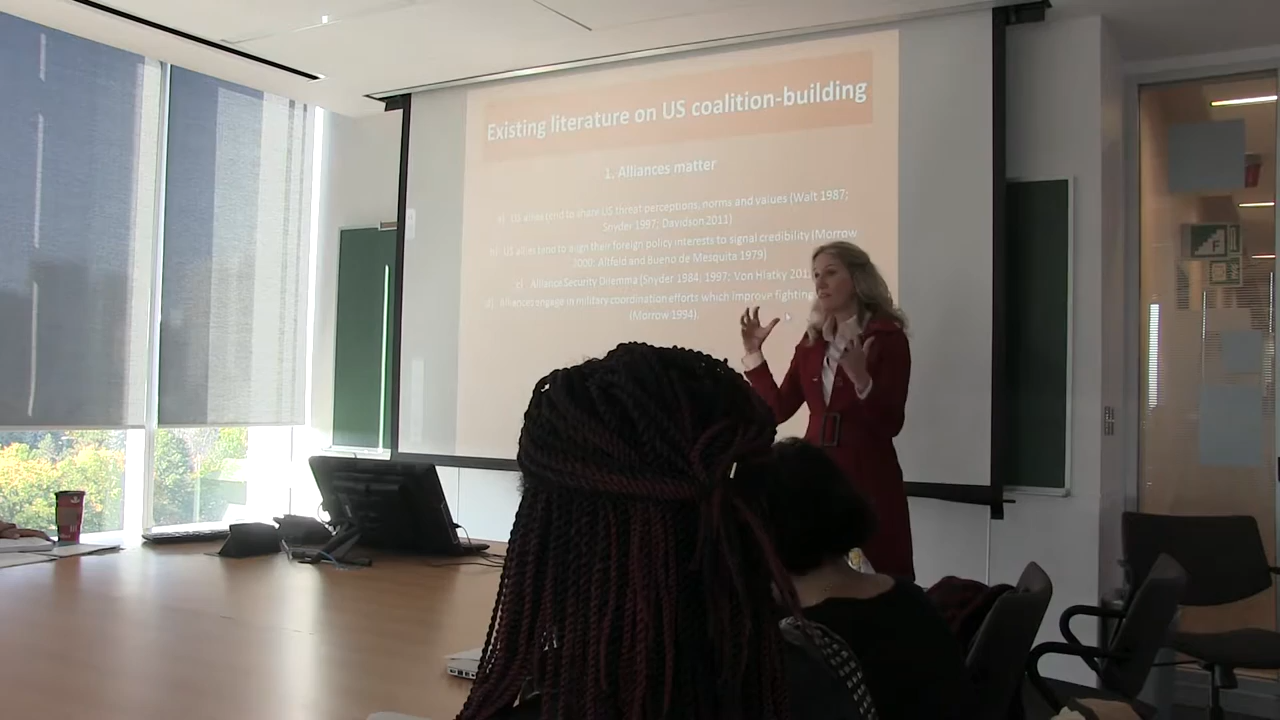 Existing literature on US coalition-building
1. Alliances matter
a) US allies tend to share US threat perceptions, norms and values (Walt 1987;
Snyder 1997; Davidson 2011)
b) US allies tend to align their foreign policy interests to signal credibility (Morrow
2000; Altfeld and Bueno de Mesquita 1979)
c) Alliance Security Dilemma (Snyder 1984, 1997; Von Hlatky 201
d) Alliances engage in military coordination efforts which improve fighting
(Morrow 1994).